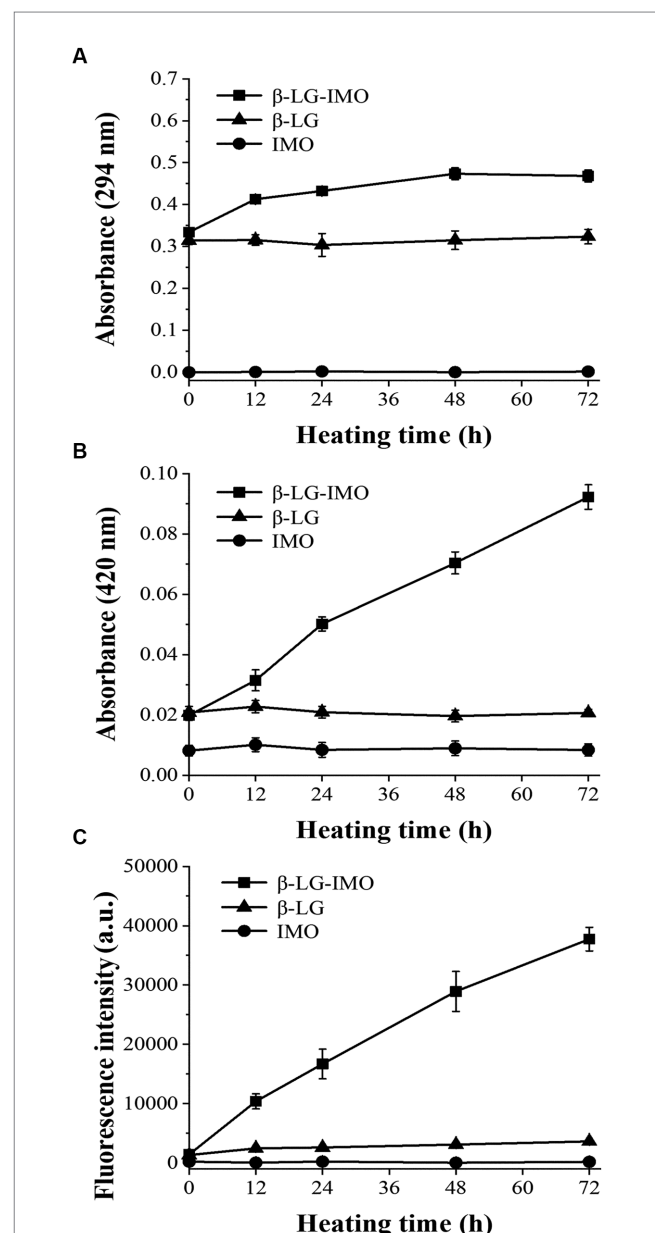 A
0.7
0.6
0.5
0.4
0.3
0.2
0.1
0.0
Absorbance (294 nm)
β-LG-IMO
β-LG
IMO
0 12 24 36 48 60 72
Heating time (h)
B
0.10
0.08
0.06
0.04
0.02
0.00
Absorbance (420 nm)
β-LG-IMO
β-LG
IMO
0 12 24 36 48 60 72
Heating time (h)
C
50000
40000
30000
20000
10000
0
Fluorescence intensity (a.u.)
β-LG-IMO
β-LG
IMO
0 12 24 36 48 60 72
Heating time (h)